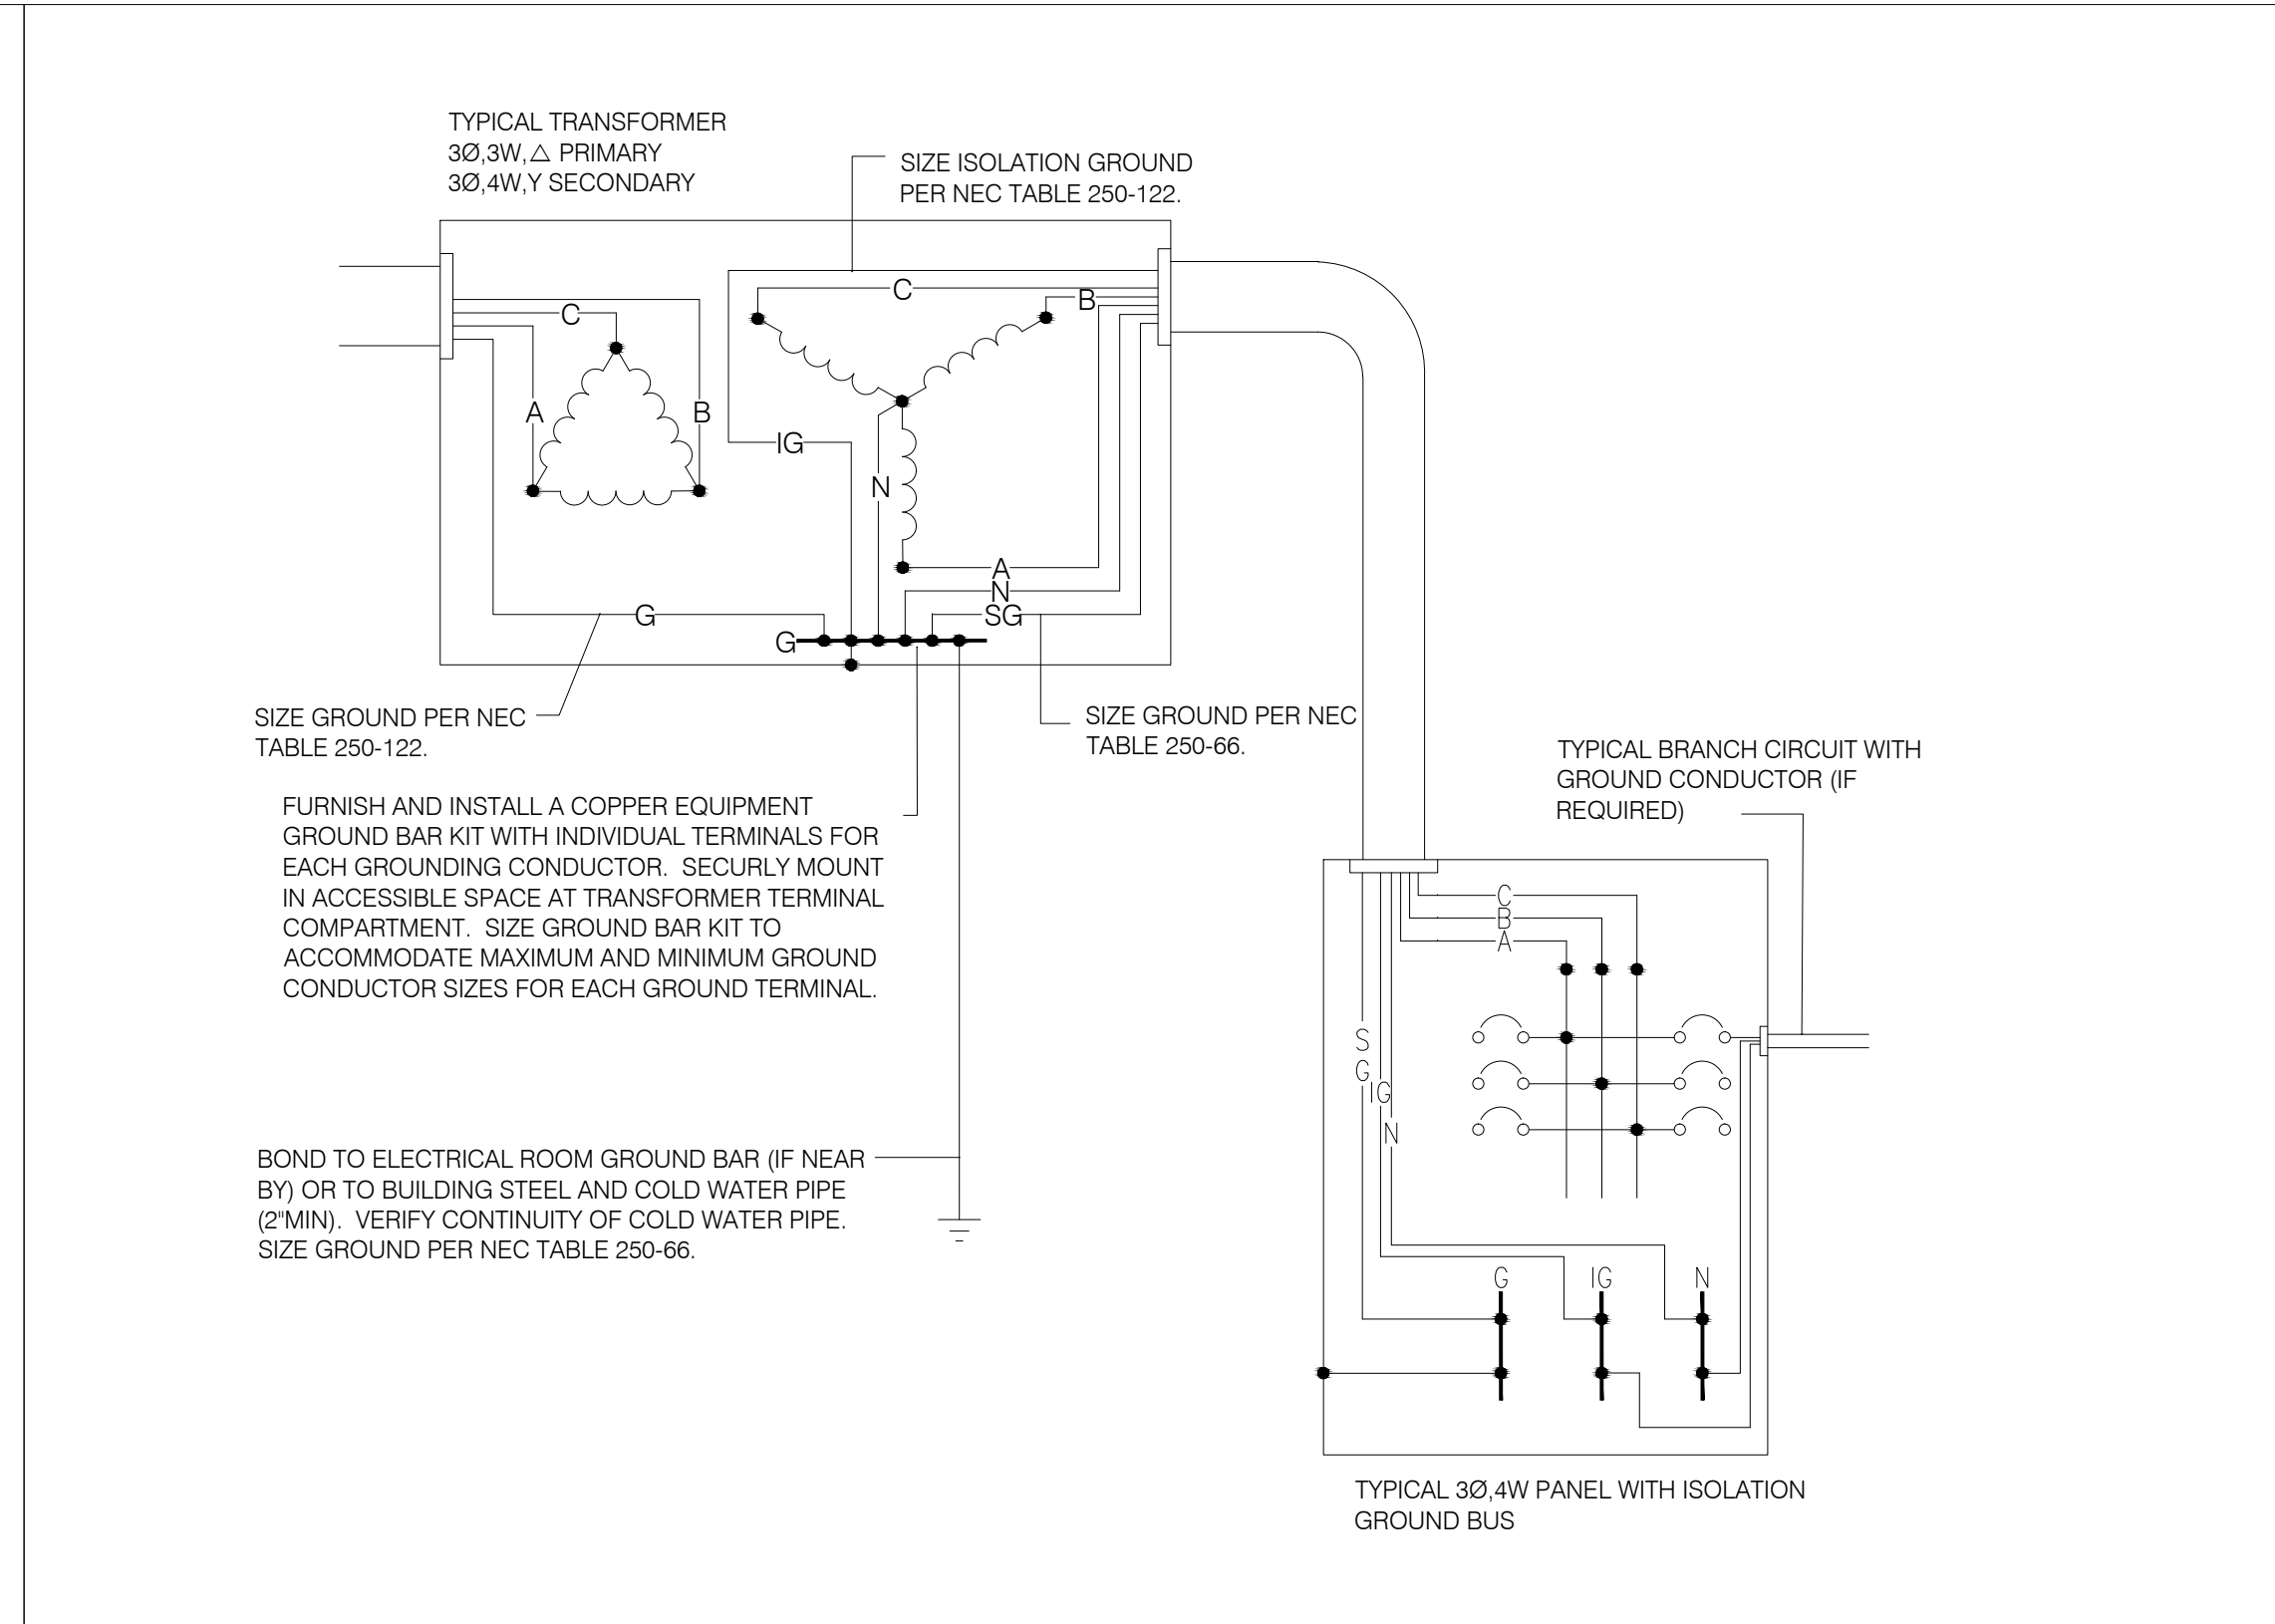 TYPICAL TRANSFORMER
3Ø,3W,△ PRIMARY
3Ø,4W,Y SECONDARY
SIZE ISOLATION GROUND
PER NEC TABLE 250-122.
C
A
B
C
B
IG
N
A
N
SG
G
G
SIZE GROUND PER NEC
TABLE 250-122.
SIZE GROUND PER NEC
TABLE 250-66.
FURNISH AND INSTALL A COPPER EQUIPMENT
GROUND BAR KIT WITH INDIVIDUAL TERMINALS FOR
EACH GROUNDING CONDUCTOR.  SECURLY MOUNT
IN ACCESSIBLE SPACE AT TRANSFORMER TERMINAL
COMPARTMENT.  SIZE GROUND BAR KIT TO
ACCOMMODATE MAXIMUM AND MINIMUM GROUND
CONDUCTOR SIZES FOR EACH GROUND TERMINAL.
BOND TO ELECTRICAL ROOM GROUND BAR (IF NEAR
BY) OR TO BUILDING STEEL AND COLD WATER PIPE
(2"MIN).  VERIFY CONTINUITY OF COLD WATER PIPE.
SIZE GROUND PER NEC TABLE 250-66.
TYPICAL BRANCH CIRCUIT WITH
GROUND CONDUCTOR (IF
REQUIRED)
C
B
A
S
G
IG
N
G
IG
N
TYPICAL 3Ø,4W PANEL WITH ISOLATION
GROUND BUS